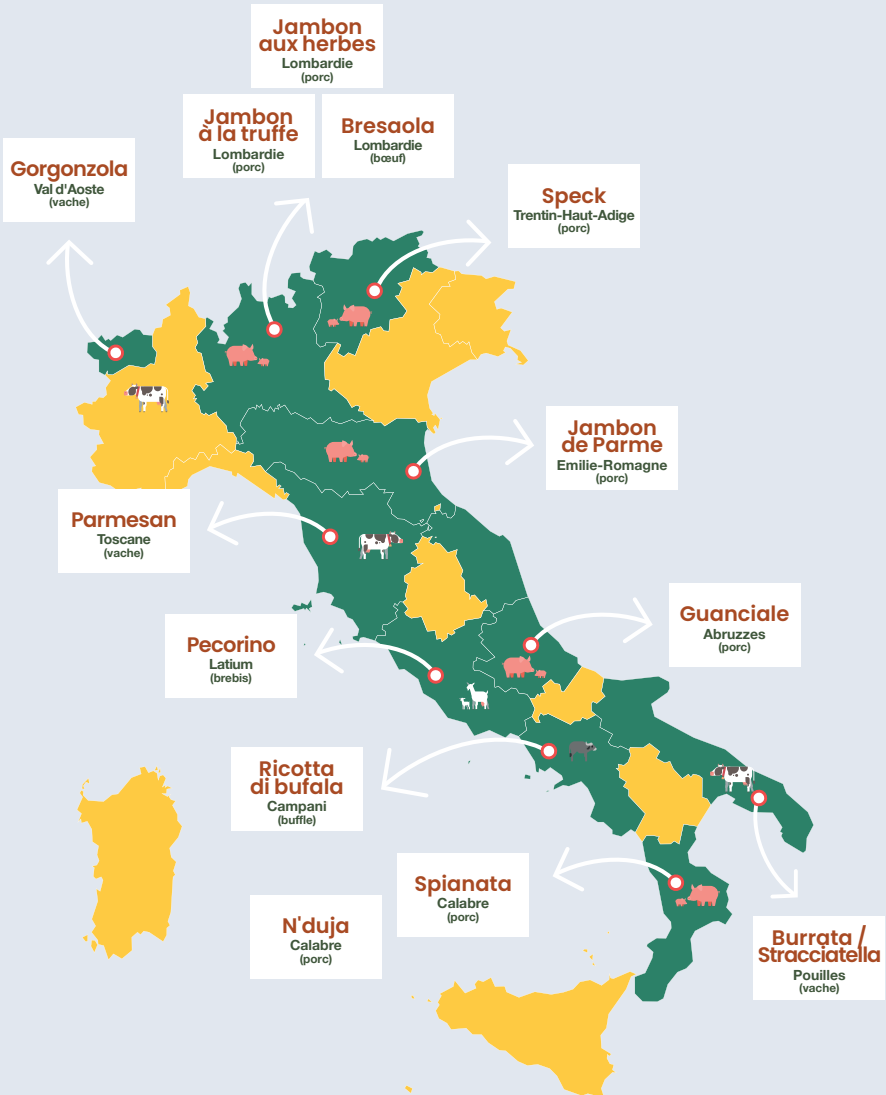 Jambon
aux herbes
Lombardie
(porc)
Jambon
à la truffe
Lombardie
(porc)
Bresaola
Lombardie
(bœuf)
Gorgonzola
Val d'Aoste
(vache)
Speck
Trentin-Haut-Adige
(porc)
Jambon
de Parme
Emilie-Romagne
(porc)
Parmesan
Toscane
(vache)
Guanciale
Abruzzes
(porc)
Pecorino
Latium
(brebis)
Ricotta
di bufala
Campani
(buffle)
Spianata
Calabre
(porc)
N'duja
Calabre
(porc)
Burrata /
Stracciatella
Pouilles
(vache)